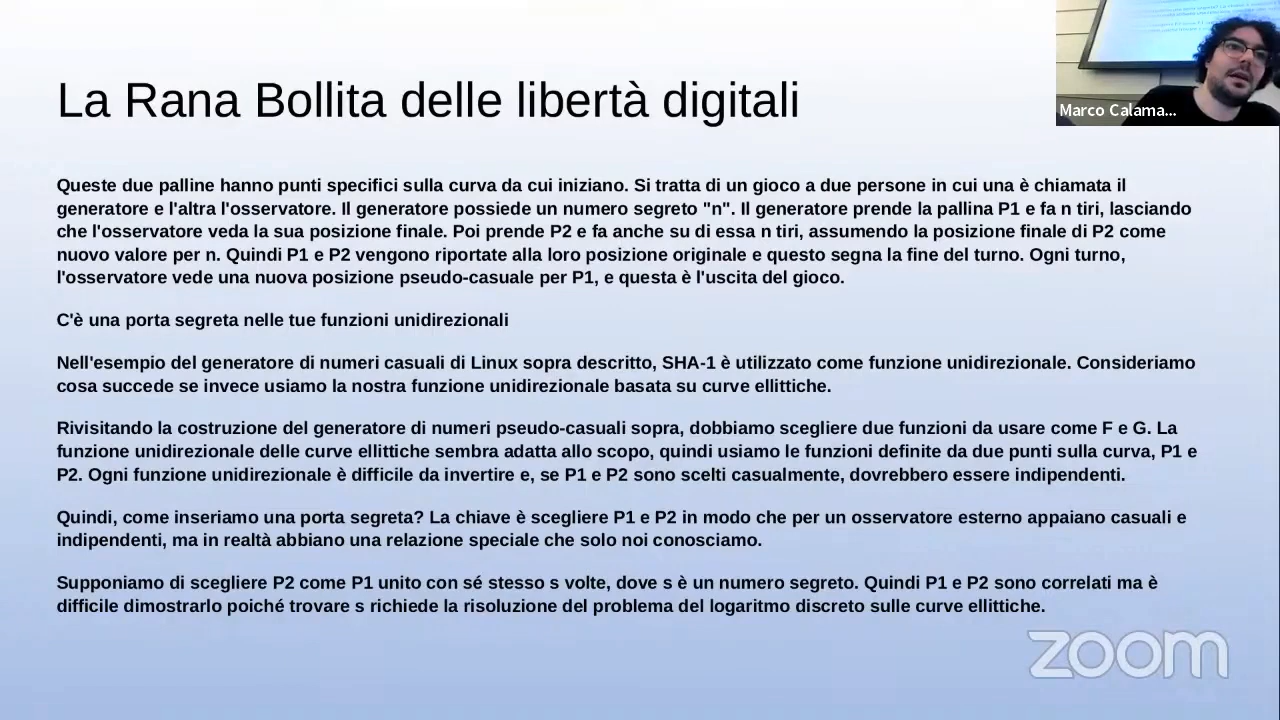 La Rana Bollita delle libertà digitali
Marco Calama...
Queste due palline hanno punti specifici sulla curva da cui iniziano. Si tratta di un gioco a due persone in cui una è chiamata il
generatore e l'altra l'osservatore. Il generatore possiede un numero segreto "n". Il generatore prende la pallina P1 e fa n tiri, lasciando
che l'osservatore veda la sua posizione finale. Poi prende P2 e fa anche su di essa n tiri, assumendo la posizione finale di P2 come
nuovo valore per n. Quindi P1 e P2 vengono riportate alla loro posizione originale e questo segna la fine del turno. Ogni turno,
l'osservatore vede una nuova posizione pseudo-casuale per P1, e questa è l'uscita del gioco.
C'è una porta segreta nelle tue funzioni unidirezionali
Nell'esempio del generatore di numeri casuali di Linux sopra descritto, SHA-1 è utilizzato come funzione unidirezionale. Consideriamo
cosa succede se invece usiamo la nostra funzione unidirezionale basata su curve ellittiche.
Rivisitando la costruzione del generatore di numeri pseudo-casuali sopra, dobbiamo scegliere due funzioni da usare come F e G. La
funzione unidirezionale delle curve ellittiche sembra adatta allo scopo, quindi usiamo le funzioni definite da due punti sulla curva, P1 e
P2. Ogni funzione unidirezionale è difficile da invertire e, se P1 e P2 sono scelti casualmente, dovrebbero essere indipendenti.
Quindi, come inseriamo una porta segreta? La chiave è scegliere P1 e P2 in modo che per un osservatore esterno appaiano casuali e
indipendenti, ma in realtà abbiano una relazione speciale che solo noi conosciamo.
Supponiamo di scegliere P2 come P1 unito con sé stesso s volte, dove s è un numero segreto. Quindi P1 e P2 sono correlati ma è
difficile dimostrarlo poiché trovare s richiede la risoluzione del problema del logaritmo discreto sulle curve ellittiche.
zoom